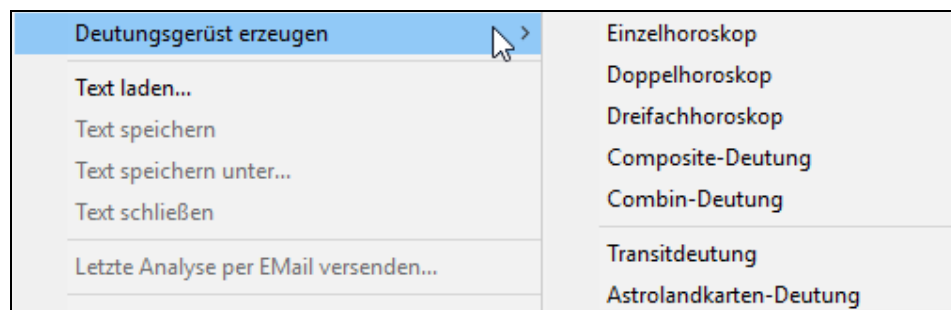 Deutungsgerüst erzeugen
Text laden...
Text speichern
Text speichern unter...
Text schließen
Letzte Analyse per EMail versenden...
Einzelhoroskop
Doppelhoroskop
Dreifachhoroskop
Composite-Deutung
Combin-Deutung
Transitdeutung
Astrolandkarten-Deutung